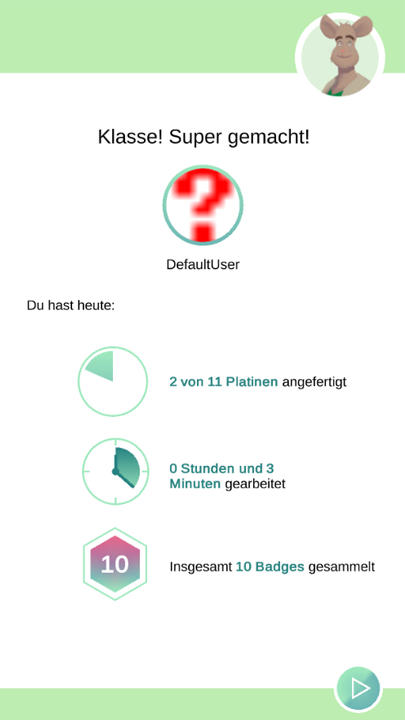 Klasse! Super gemacht!
?
DefaultUser
Du hast heute:
2 von 11 Platinen angefertigt
0 Stunden und 3
Minuten gearbeitet
10
Insgesamt 10 Badges gesammelt